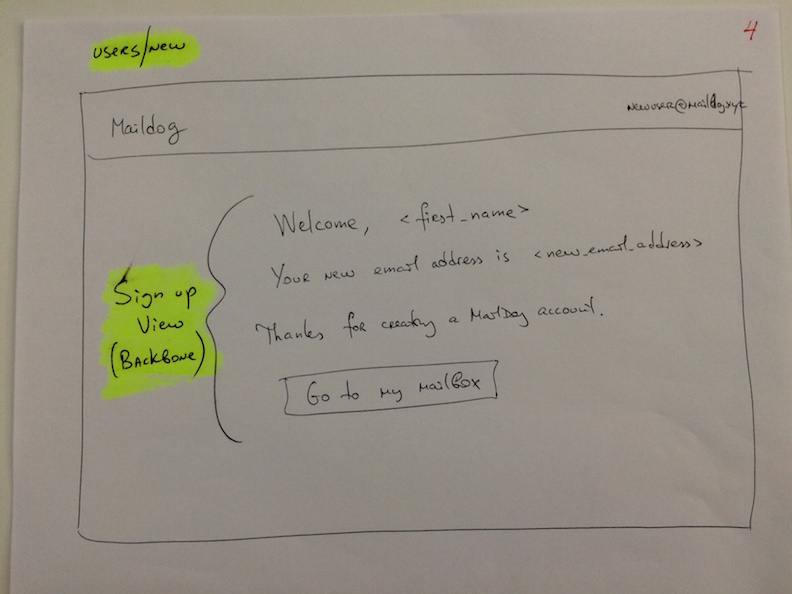 4
users/new
Maildog
newuser@maildog.xyz
Welcome, <first_name>
Your new email address is <new_email_address>
Thanks for creating a MailDog account.
Go to my mailbox
Sign up
View
(Backbone)